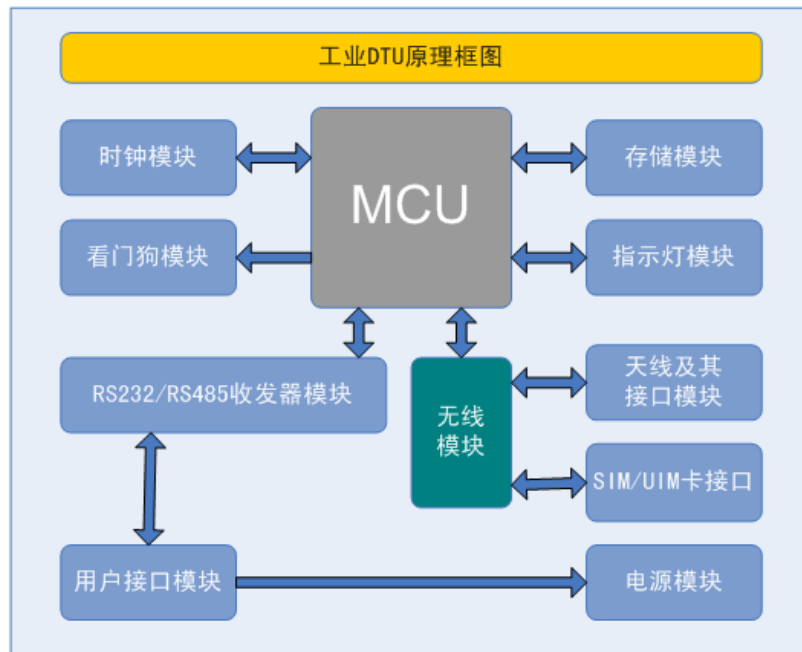 工业DTU原理框图
时钟模块
MCU
存储模块
看门狗模块
指示灯模块
RS232/RS485收发器模块
无线
模块
天线及其
接口模块
SIM/UIM卡接口
用户接口模块
电源模块